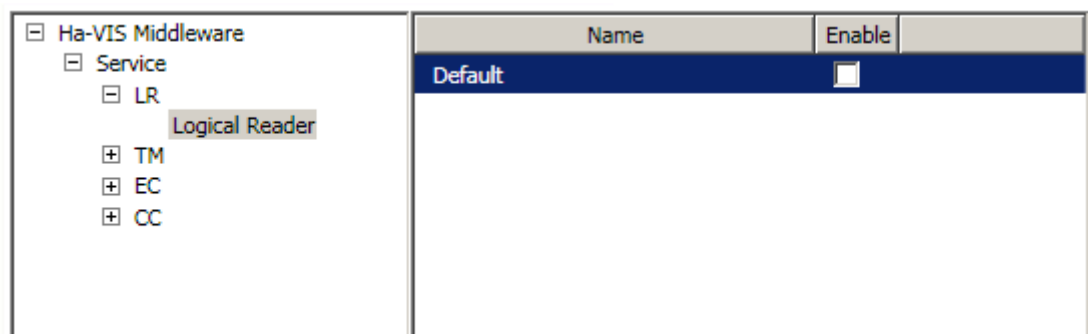 Ha-VIS Middleware
Service
LR
Logical Reader
TM
EC
CC
Name Enable
Default